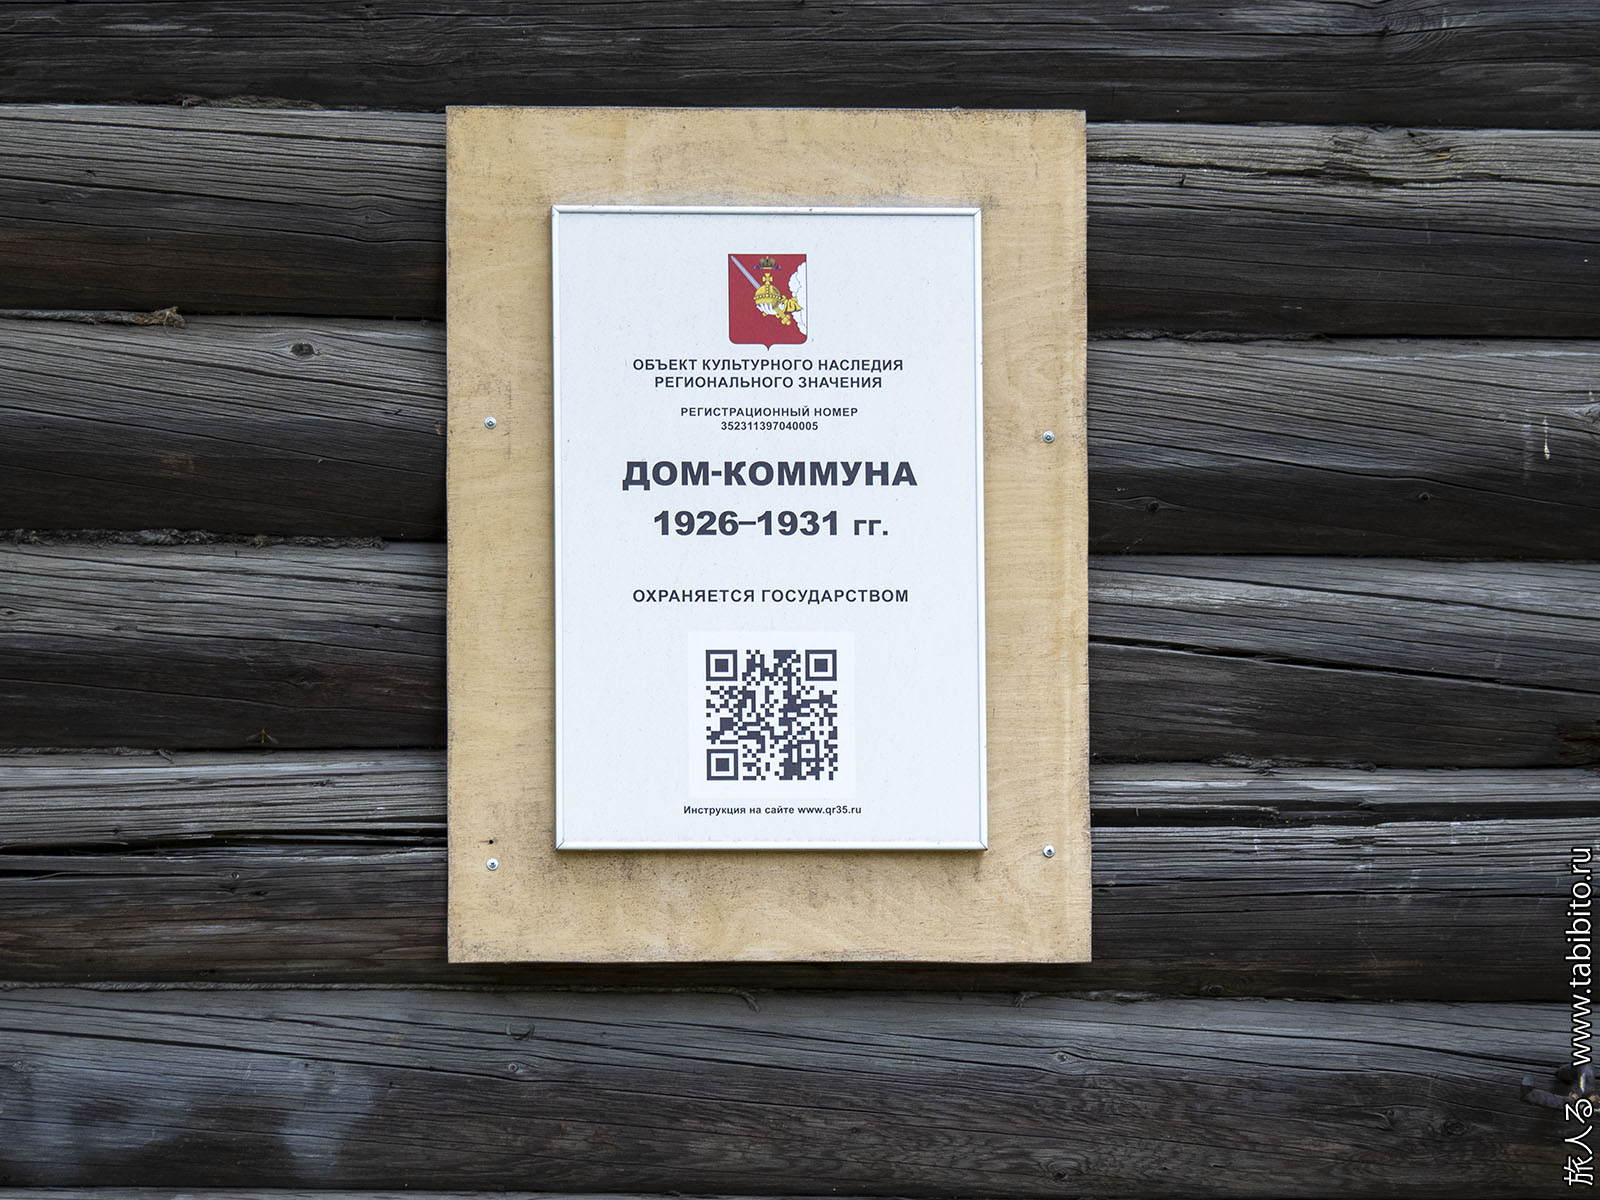 ОБЪЕКТ КУЛЬТУРНОГО НАСЛЕДИЯ
РЕГИОНАЛЬНОГО ЗНАЧЕНИЯ
РЕГИСТРАЦИОННЫЙ НОМЕР
352311397040005
ДОМ-КОММУНА
1926–1931 гг.
ОХРАНЯЕТСЯ ГОСУДАРСТВОМ
Инструкция на сайте www.qr35.ru
旅人る www.tabibito.ru